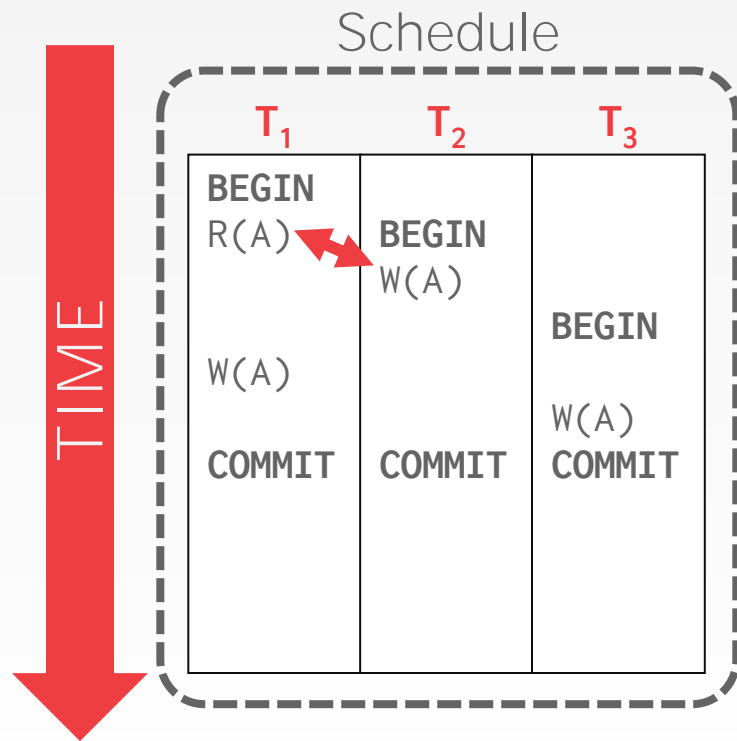 Schedule
TIME
T1 T2 T3
BEGIN
R(A) BEGIN
W(A)
BEGIN
W(A)
W(A)
COMMIT COMMIT COMMIT